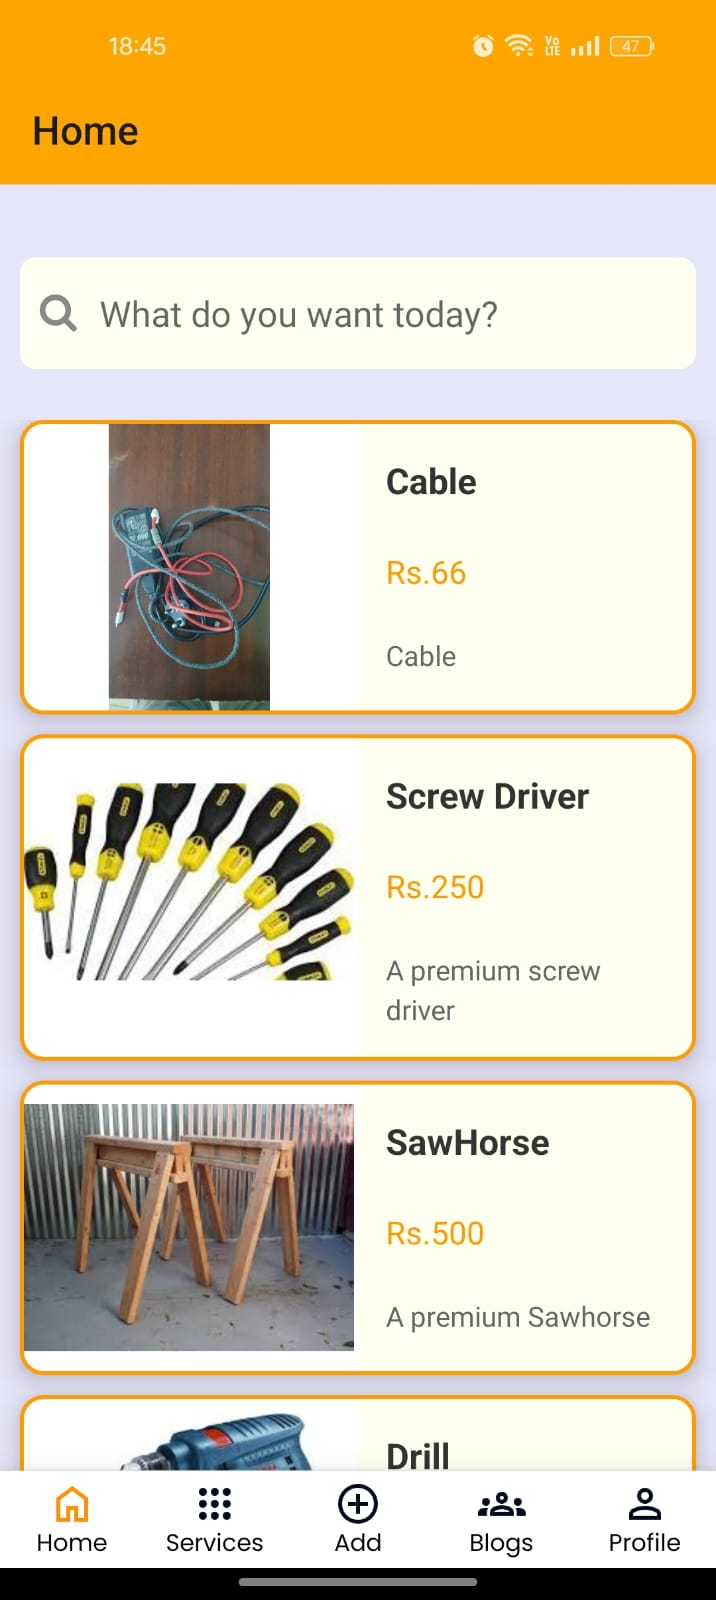 18:45
Vo LTE
47
Home
What do you want today?
Cable
Rs.66
Cable
Screw Driver
Rs.250
A premium screw
driver
SawHorse
Rs.500
A premium Sawhorse
Drill
Home
Services
Add
Blogs
Profile